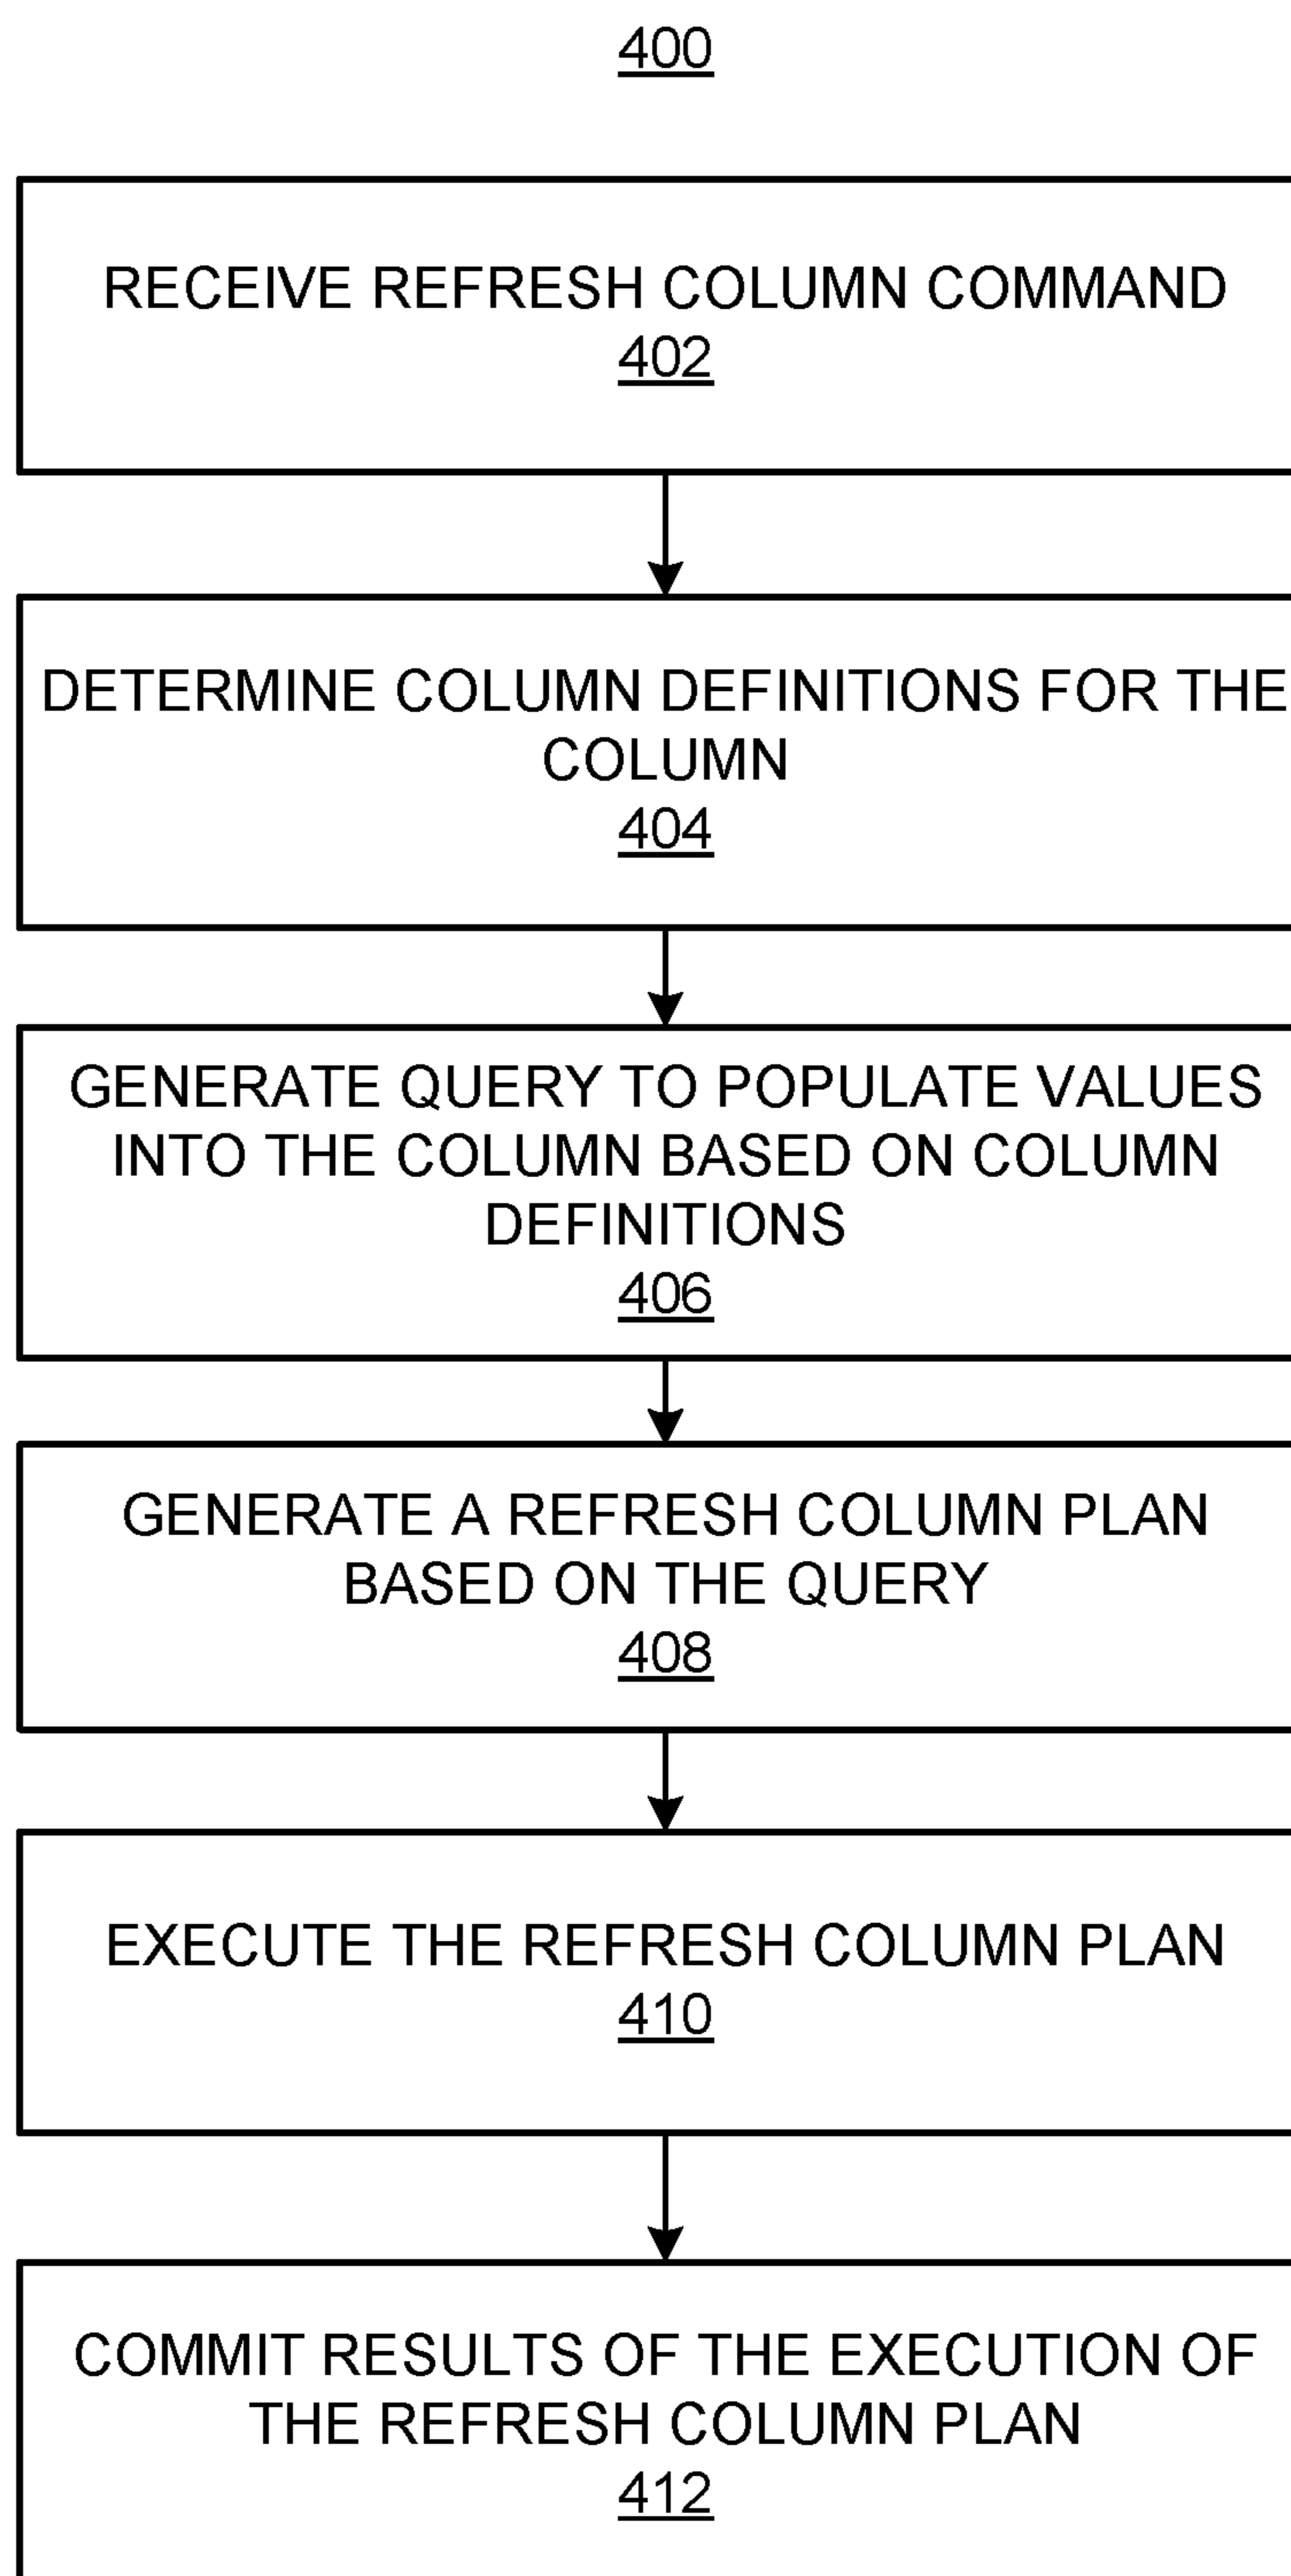 400
RECEIVE REFRESH COLUMN COMMAND
402
DETERMINE COLUMN DEFINITIONS FOR THE
COLUMN
404
GENERATE QUERY TO POPULATE VALUES
INTO THE COLUMN BASED ON COLUMN
DEFINITIONS
406
GENERATE A REFRESH COLUMN PLAN
BASED ON THE QUERY
408
EXECUTE THE REFRESH COLUMN PLAN
410
COMMIT RESULTS OF THE EXECUTION OF
THE REFRESH COLUMN PLAN
412